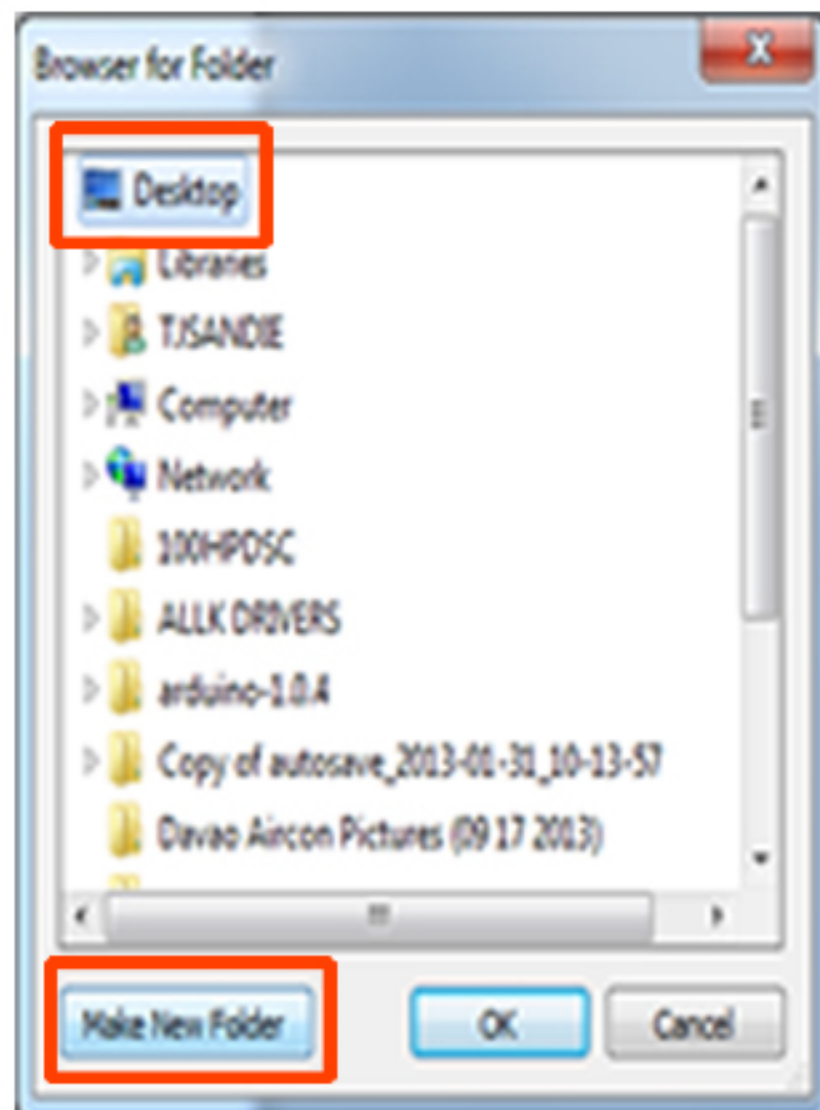 Browser for Folder
Desktop
Libraries
TJSANDIE
Computer
Network
100HPDSC
ALLK DRIVERS
arduino-1.0.4
Copy of autosave_2013-01-31_10-13-57
Davao Aircon Pictures (09 17 2013)
Make New Folder
OK
Cancel